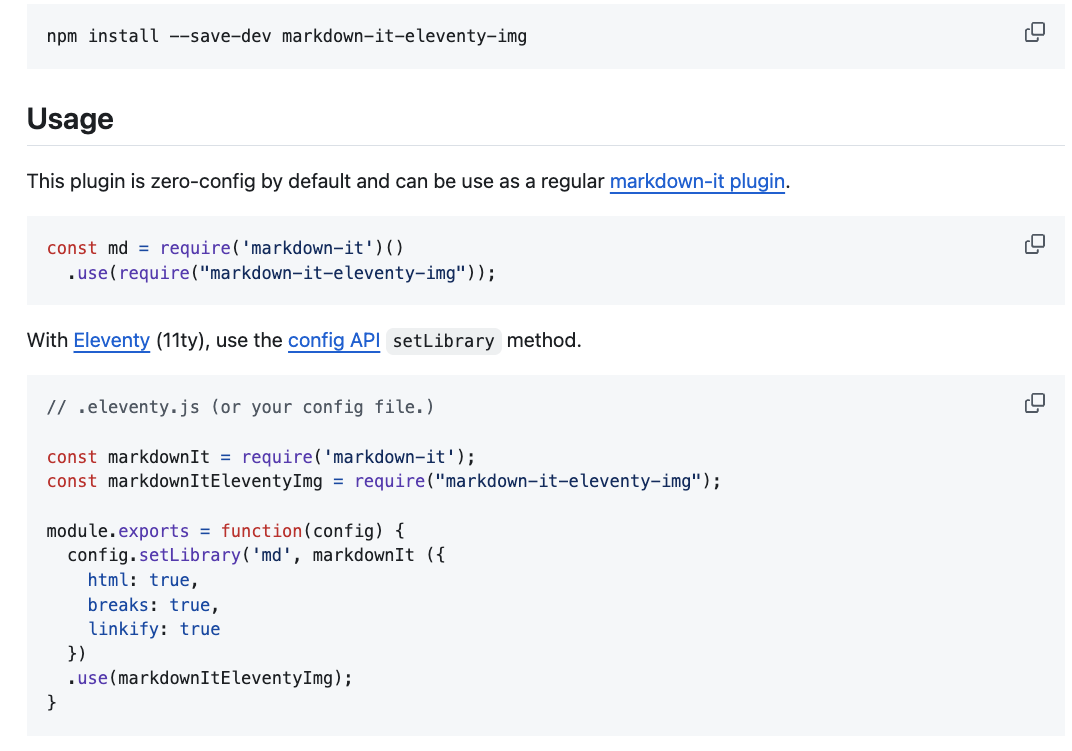 npm install --save-dev markdown-it-eleventy-img
Usage
This plugin is zero-config by default and can be use as a regular markdown-it plugin.
const md = require('markdown-it')()
  .use(require("markdown-it-eleventy-img"));
With Eleventy (11ty), use the config API setLibrary method.
// .eleventy.js (or your config file.)
const markdownIt = require('markdown-it');
const markdownItEleventyImg = require("markdown-it-eleventy-img");
module.exports = function(config) {
  config.setLibrary('md', markdownIt ({
    html: true,
    breaks: true,
    linkify: true
  })
  .use(markdownItEleventyImg);
}